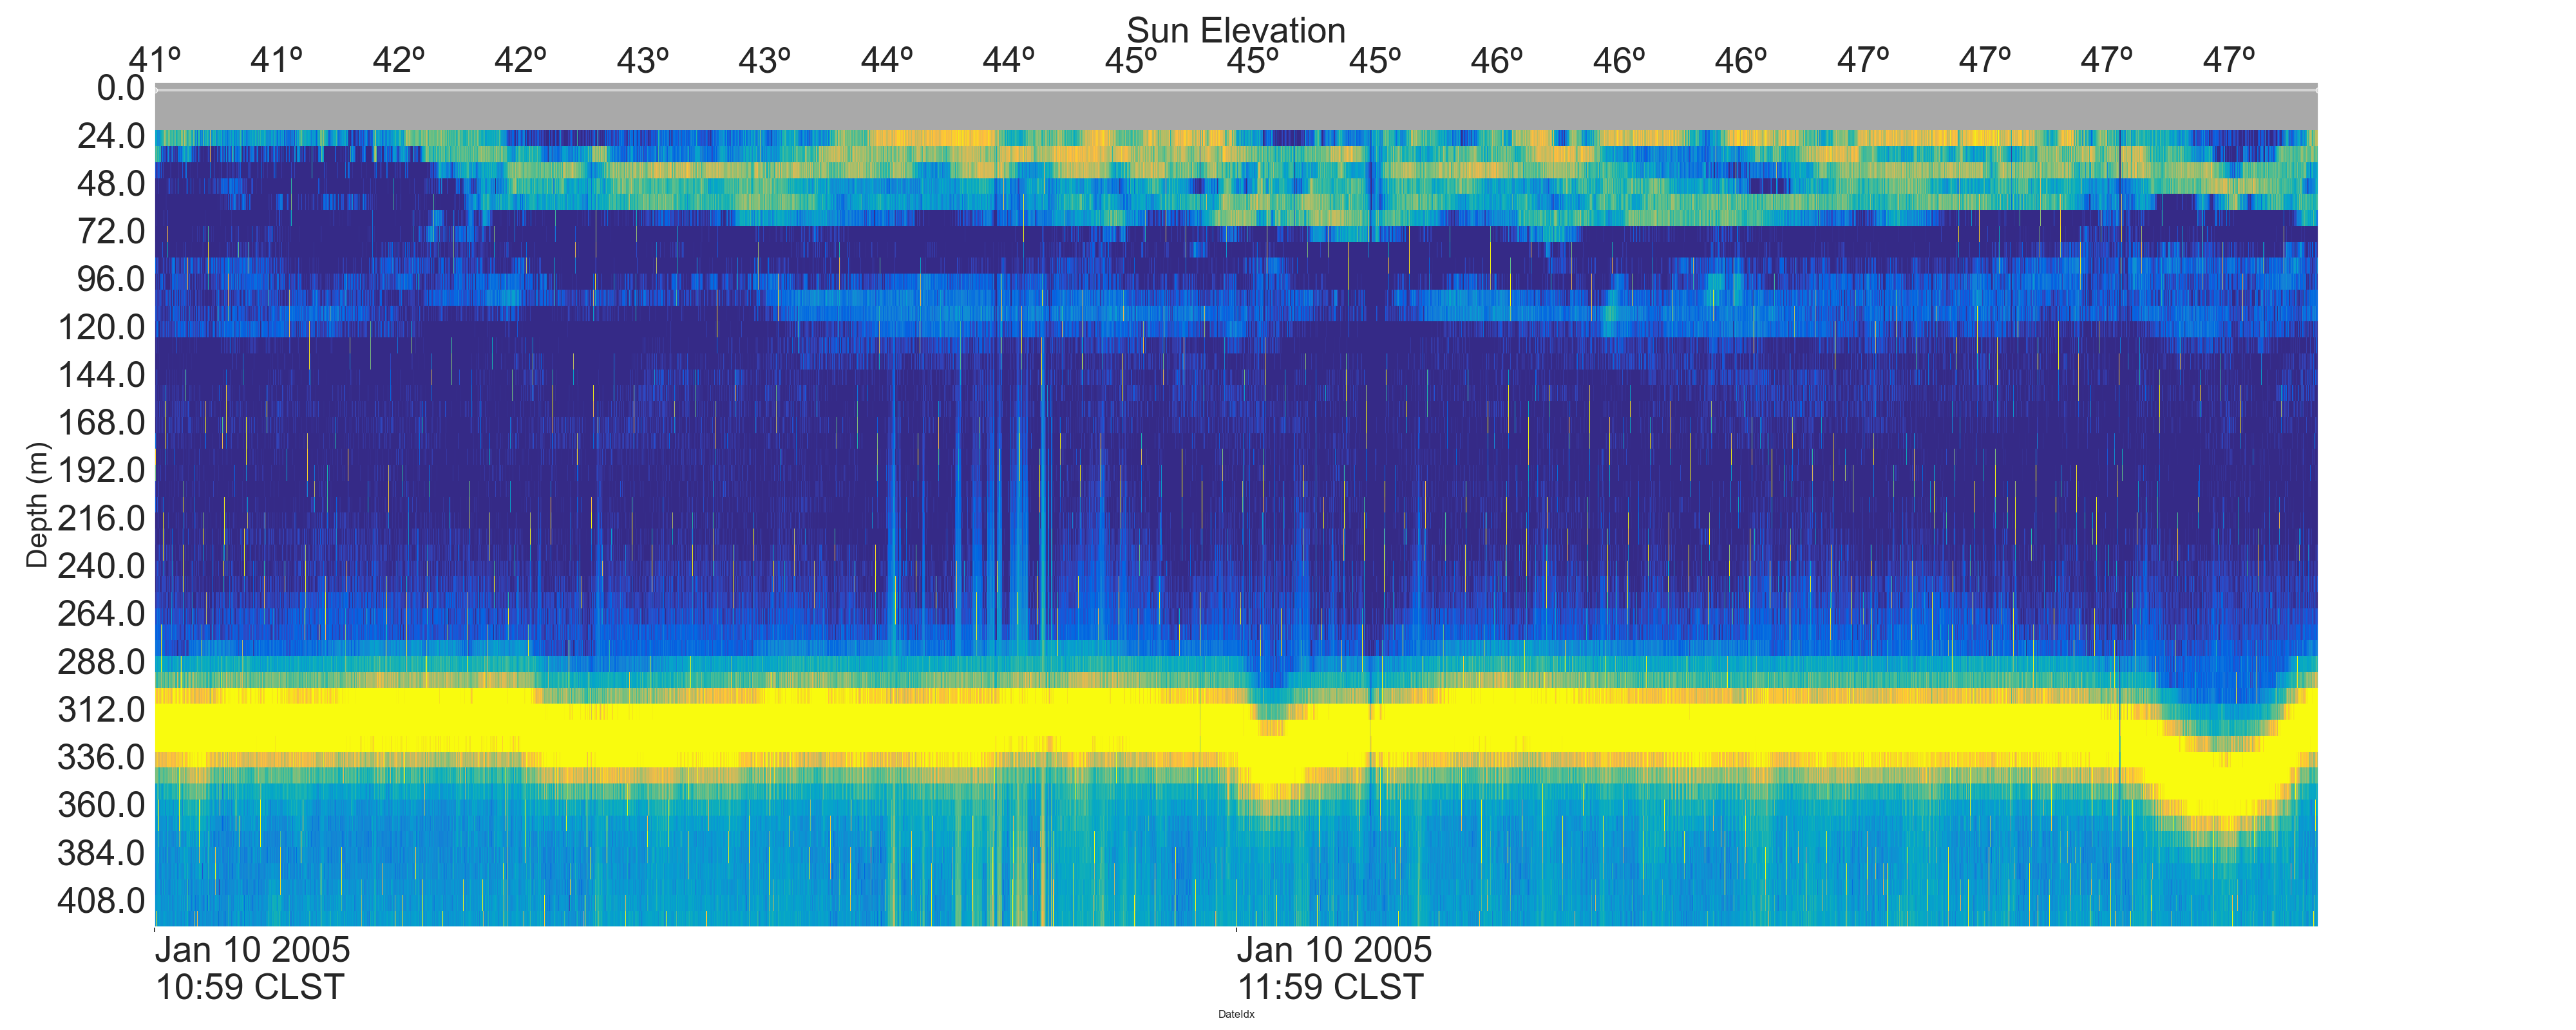 Sun Elevation
41º 41º 42º 42º 43º 43º 44º 44º 45º 45º 45º 46º 46º 46º 47º 47º 47º 47º
0.0
24.0
48.0
72.0
96.0
120.0
144.0
168.0
192.0
216.0
240.0
264.0
288.0
312.0
336.0
360.0
384.0
408.0
Depth (m)
Jan 10 2005
10:59 CLST
Jan 10 2005
11:59 CLST
DateIdx